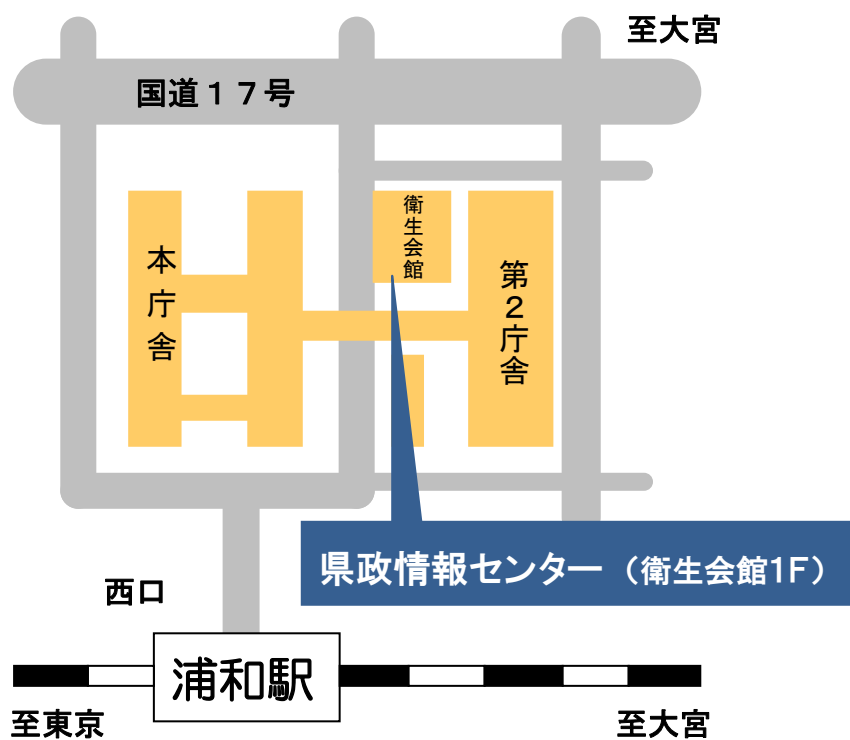 至大宮
国道１７号
衛生会館
本庁舎
第２庁舎
県政情報センター（衛生会館1F）
西口
浦和駅
至東京
至大宮